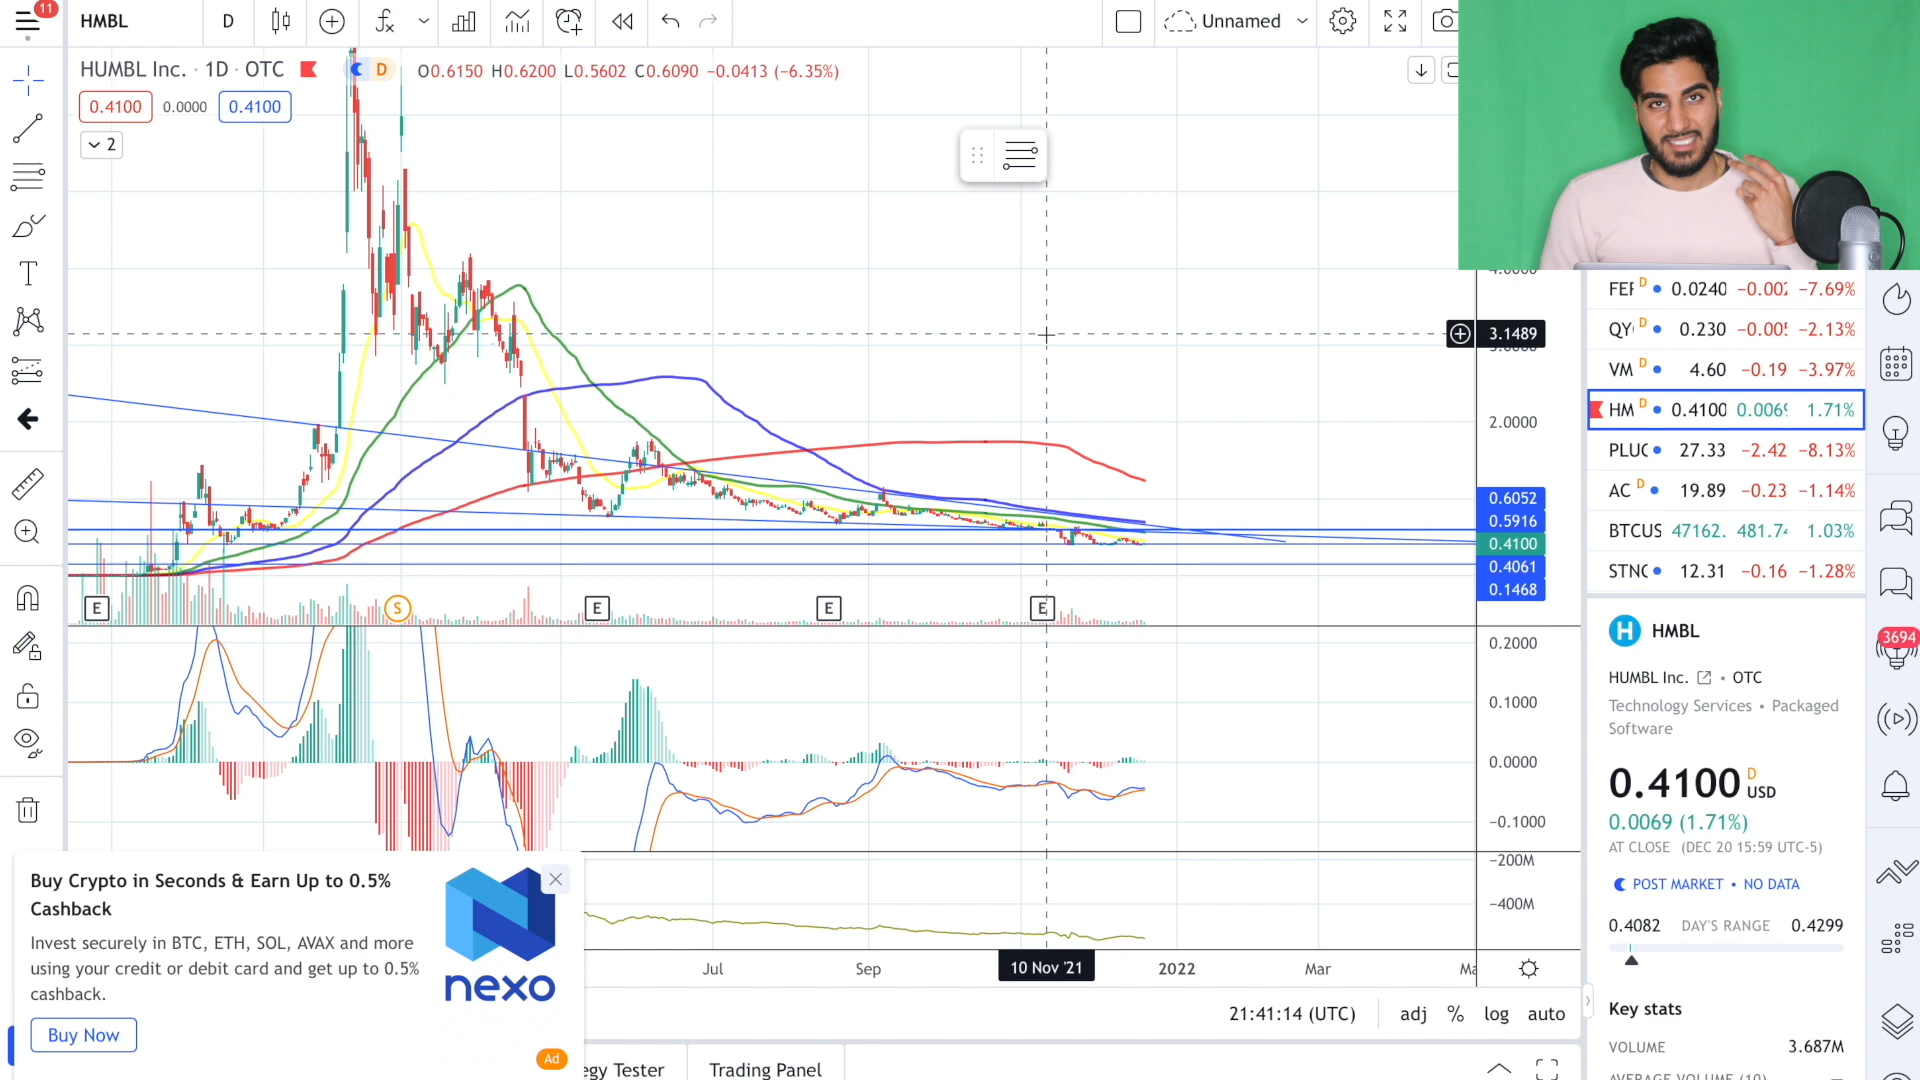 11
HMBL
D
Unnamed
HUMBL Inc. · 1D · OTC
D
O0.6150 H0.6200 L0.5602 C0.6090 −0.0413 (−6.35%)
0.4100
0.0000
0.4100
2
3.1489
2.0000
0.6052
0.5916
0.4100
0.4061
0.1468
E
S
E
E
E
0.2000
0.1000
0.0000
−0.1000
−200M
−400M
Jul
Sep
10 Nov '21
2022
Mar
21:41:14 (UTC)
adj
%
log
auto
Trading Panel
Buy Crypto in Seconds & Earn Up to 0.5%
Cashback
Invest securely in BTC, ETH, SOL, AVAX and more
using your credit or debit card and get up to 0.5%
cashback.
Buy Now
nexo
Ad
D 0.0240 −7.69%
D 0.230 −2.13%
VM D 4.60 −0.19 −3.97%
HM D 0.4100 1.71%
27.33 −2.42 −8.13%
AC D 19.89 −0.23 −1.14%
BTCUS 47162. 481.74 1.03%
12.31 −0.16 −1.28%
H
HMBL
HUMBL Inc. • OTC
Technology Services • Packaged
Software
0.4100 D
USD
0.0069 (1.71%)
AT CLOSE (DEC 20 15:59 UTC-5)
POST MARKET • NO DATA
0.4082 DAY'S RANGE 0.4299
Key stats
VOLUME 3.687M
3694